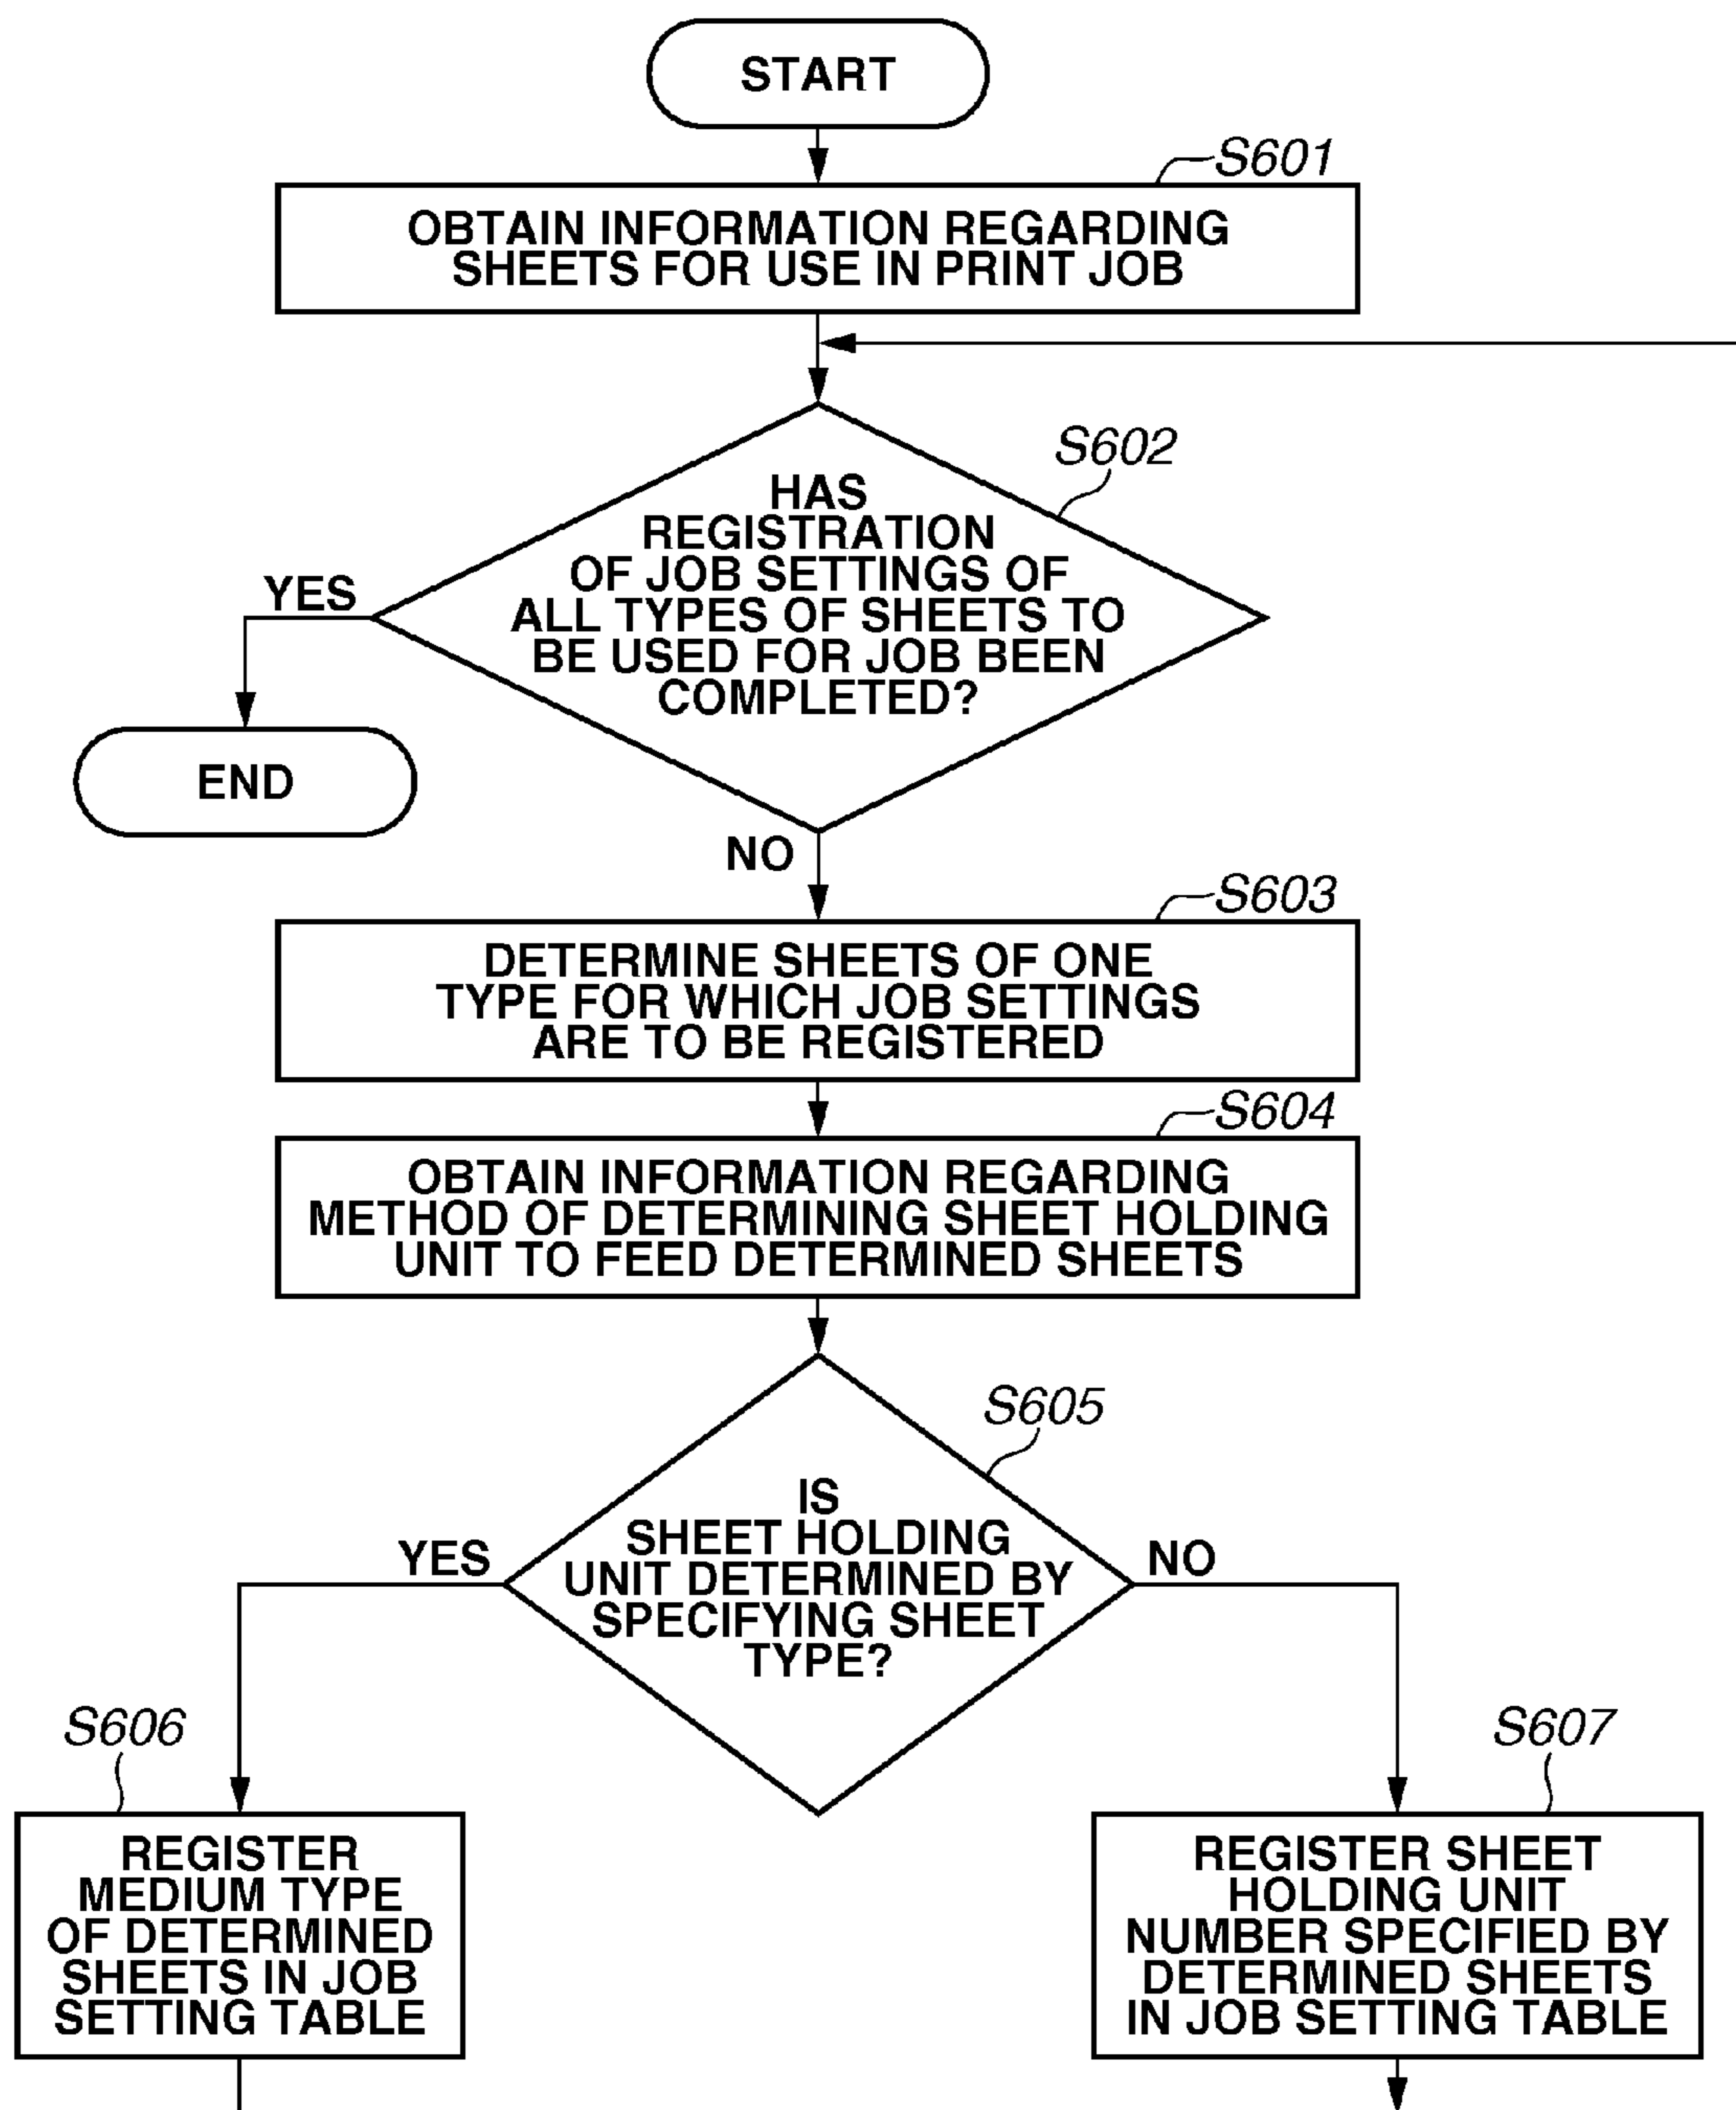 START
S601
OBTAIN INFORMATION REGARDING
SHEETS FOR USE IN PRINT JOB
S602
HAS
REGISTRATION
OF JOB SETTINGS OF
ALL TYPES OF SHEETS TO
BE USED FOR JOB BEEN
COMPLETED?
YES
END
NO
S603
DETERMINE SHEETS OF ONE
TYPE FOR WHICH JOB SETTINGS
ARE TO BE REGISTERED
S604
OBTAIN INFORMATION REGARDING
METHOD OF DETERMINING SHEET HOLDING
UNIT TO FEED DETERMINED SHEETS
S605
IS
SHEET HOLDING
UNIT DETERMINED BY
SPECIFYING SHEET
TYPE?
YES
NO
S606
REGISTER
MEDIUM TYPE
OF DETERMINED
SHEETS IN JOB
SETTING TABLE
S607
REGISTER SHEET
HOLDING UNIT
NUMBER SPECIFIED BY
DETERMINED SHEETS
IN JOB SETTING TABLE